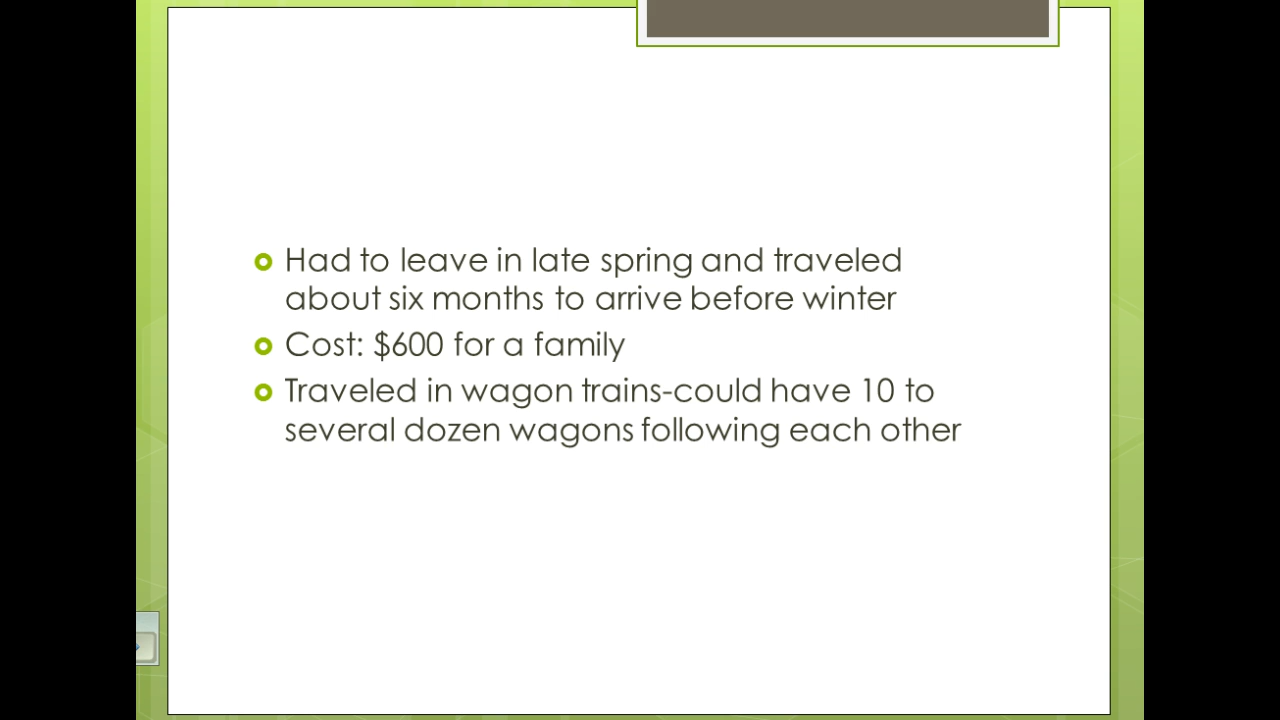 Had to leave in late spring and traveled
about six months to arrive before winter
Cost: $600 for a family
Traveled in wagon trains-could have 10 to
several dozen wagons following each other